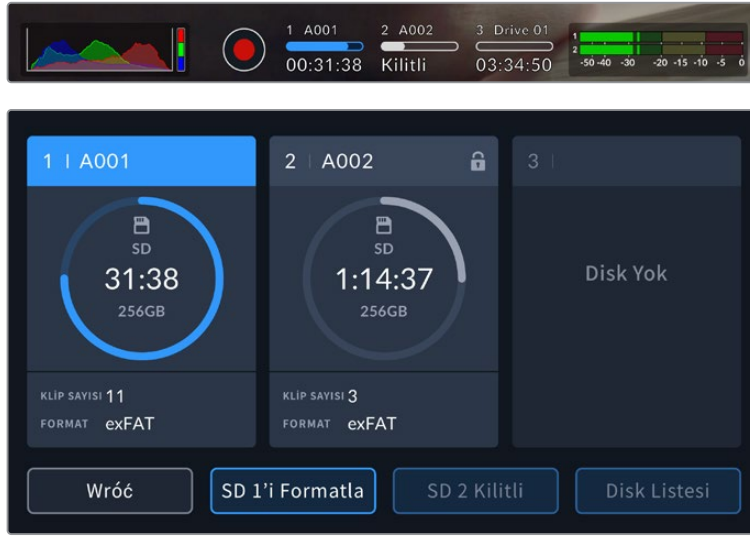 1 A001 2 A002 3 Drive 01
00:31:38 Kilitli 03:34:50
1
2
-50 -40 -30 -20 -15 -10 -5 0
1 | A001
SD
31:38
256GB
KLİP SAYISI 11
FORMAT exFAT
2 | A002
SD
1:14:37
256GB
KLİP SAYISI 3
FORMAT exFAT
3 |
Disk Yok
Wróć SD 1'i Formatla SD 2 Kilitli Disk Listesi